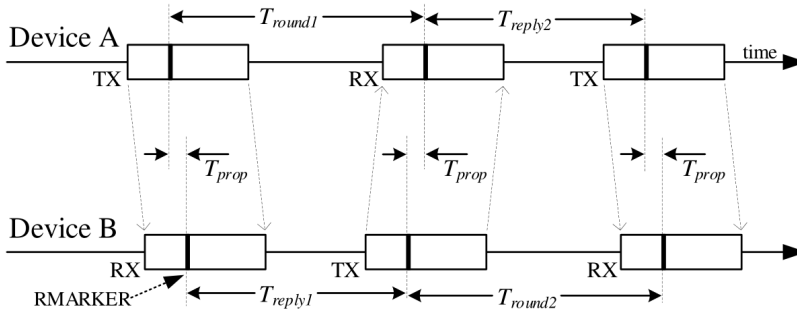 T_round1
T_reply2
Device A
time
TX
RX
TX
T_prop
T_prop
T_prop
Device B
RX
TX
RX
RMARKER
T_reply1
T_round2